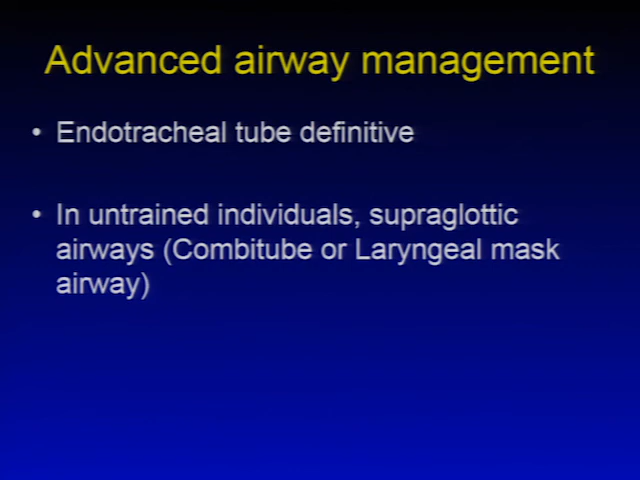 Advanced airway management
• Endotracheal tube definitive
• In untrained individuals, supraglottic
airways (Combitube or Laryngeal mask
airway)